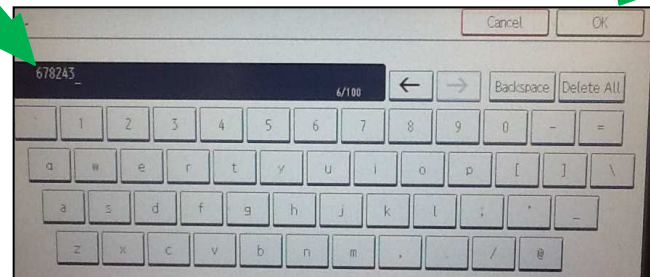 Cancel OK
678243_
6/100
← → Backspace Delete All
` 1 2 3 4 5 6 7 8 9 0 - =
q w e r t y u i o p [ ] \
a s d f g h j k l ; ' _
z x c v b n m , . / @